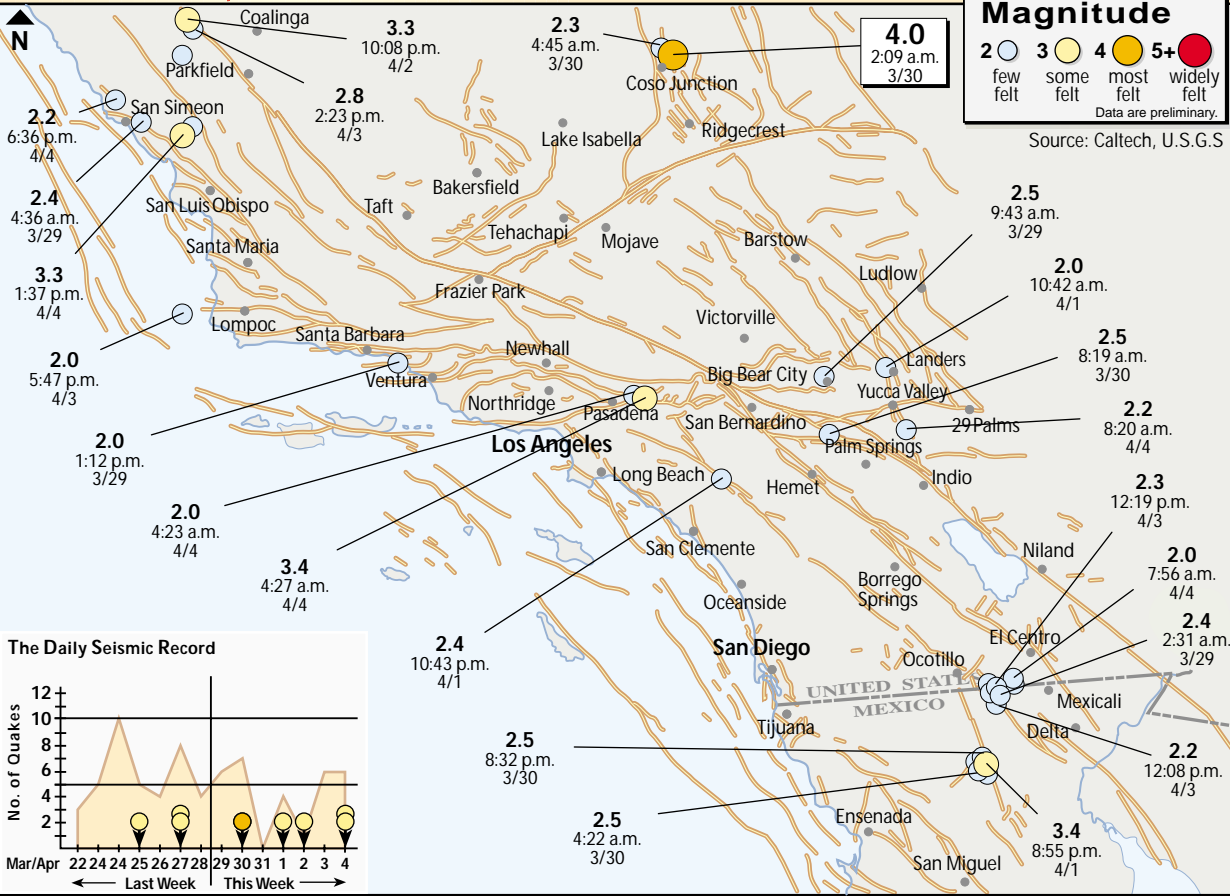 N
Coalinga
Parkfield
3.3
10:08 p.m.
4/2
2.8
2:23 p.m.
4/3
2.3
4:45 a.m.
3/30
4.0
2:09 a.m.
3/30
Magnitude
2 3 4 5+
few felt
some felt
most felt
widely felt
Data are preliminary.
Source: Caltech, U.S.G.S
Coso Junction
Ridgecrest
Lake Isabella
Bakersfield
San Simeon
2.2
6:36 p.m.
4/4
2.4
4:36 a.m.
3/29
3.3
1:37 p.m.
4/4
San Luis Obispo
Taft
Tehachapi
Mojave
Santa Maria
Barstow
Ludlow
2.5
9:43 a.m.
3/29
2.0
10:42 a.m.
4/1
Frazier Park
Lompoc
Santa Barbara
Victorville
Newhall
2.5
8:19 a.m.
3/30
2.0
5:47 p.m.
4/3
Ventura
Northridge
Pasadena
Big Bear City
Landers
Yucca Valley
San Bernardino
29 Palms
2.2
8:20 a.m.
4/4
Los Angeles
Palm Springs
2.0
1:12 p.m.
3/29
Long Beach
Hemet
Indio
2.0
4:23 a.m.
4/4
2.3
12:19 p.m.
4/3
3.4
4:27 a.m.
4/4
San Clemente
Niland
2.0
7:56 a.m.
4/4
Borrego
Springs
Oceanside
2.4
10:43 p.m.
4/1
San Diego
El Centro
Ocotillo
2.4
2:31 a.m.
3/29
UNITED STATE
MEXICO
Mexicali
Tijuana
Delta
2.5
8:32 p.m.
3/30
2.2
12:08 p.m.
4/3
2.5
4:22 a.m.
3/30
Ensenada
3.4
8:55 p.m.
4/1
San Miguel
The Daily Seismic Record
No. of Quakes
12
10
8
6
4
2
Mar/Apr 22 24 24 25 26 27 28 29 30 31 1 2 3 4
Last Week This Week